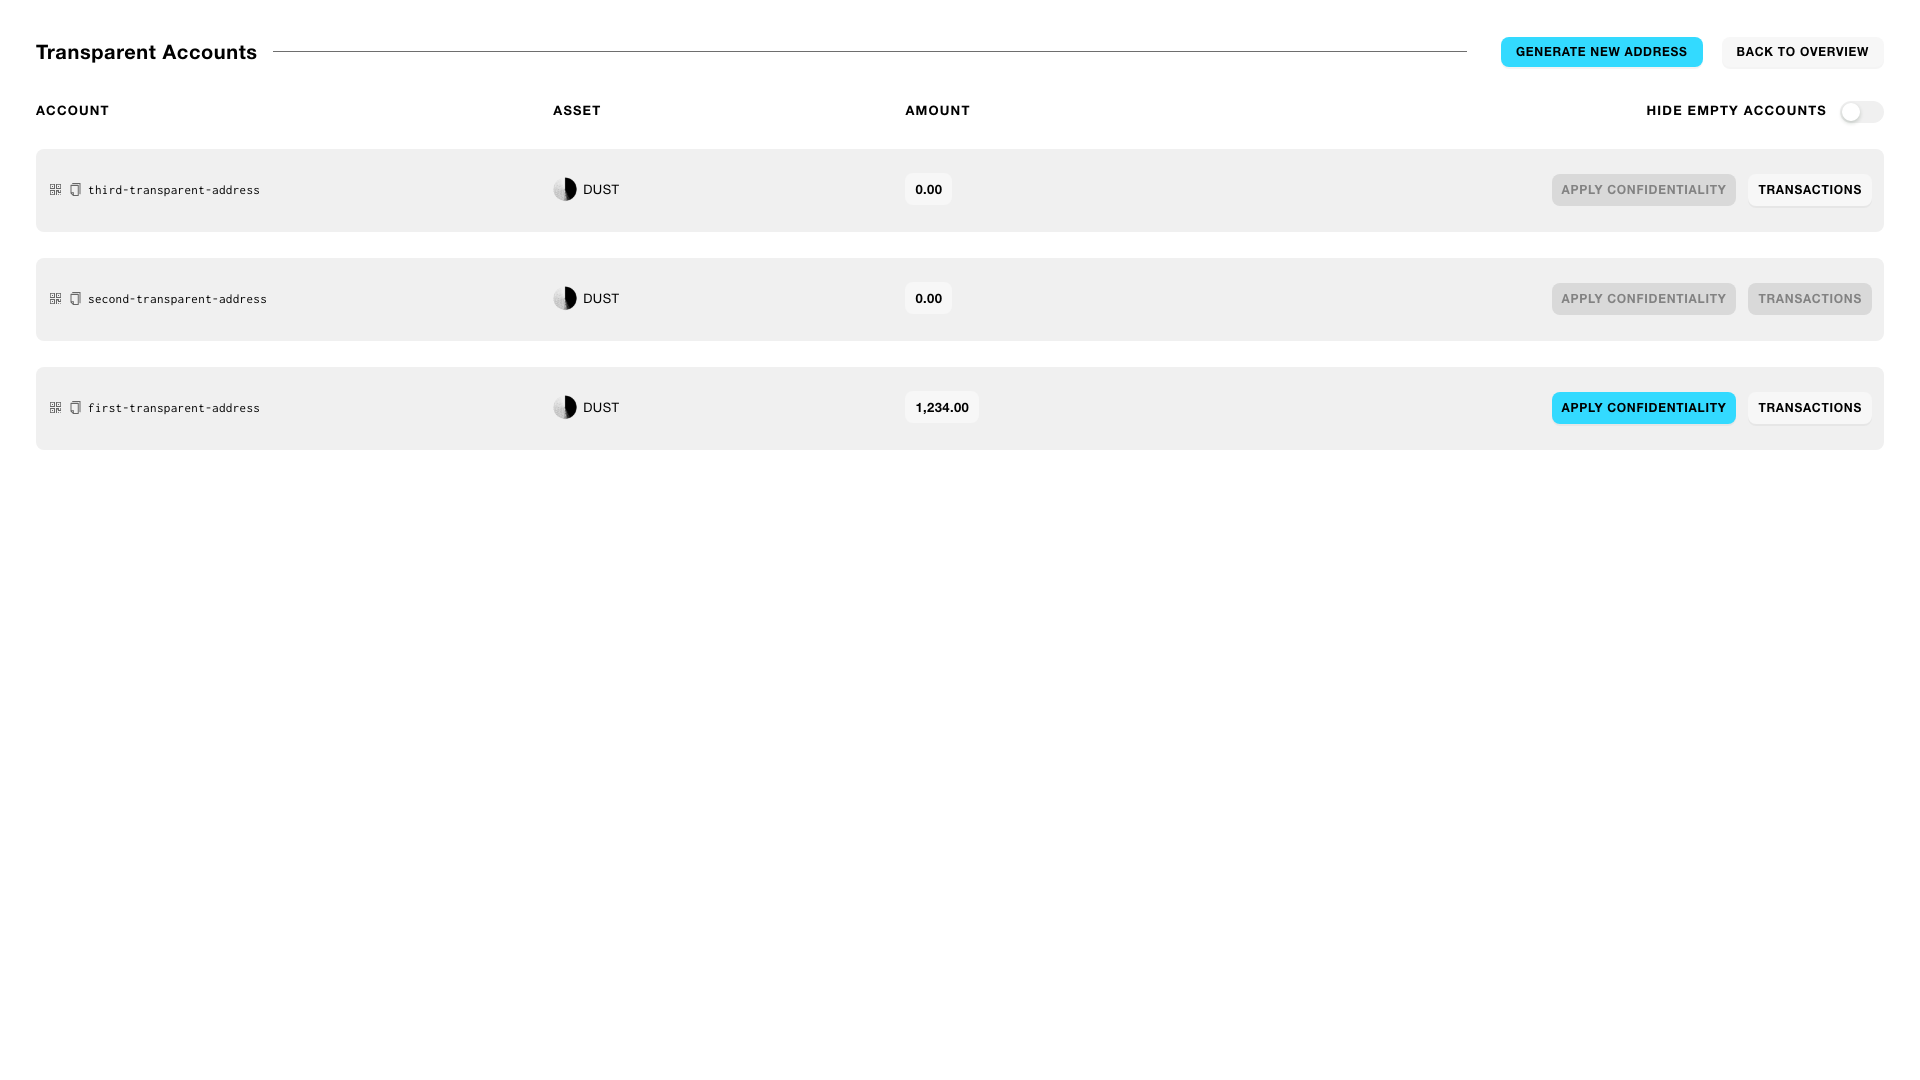 Transparent Accounts GENERATE NEW ADDRESS BACK TO OVERVIEW
ACCOUNT ASSET AMOUNT HIDE EMPTY ACCOUNTS
third-transparent-address DUST 0.00 APPLY CONFIDENTIALITY TRANSACTIONS
second-transparent-address DUST 0.00 APPLY CONFIDENTIALITY TRANSACTIONS
first-transparent-address DUST 1,234.00 APPLY CONFIDENTIALITY TRANSACTIONS